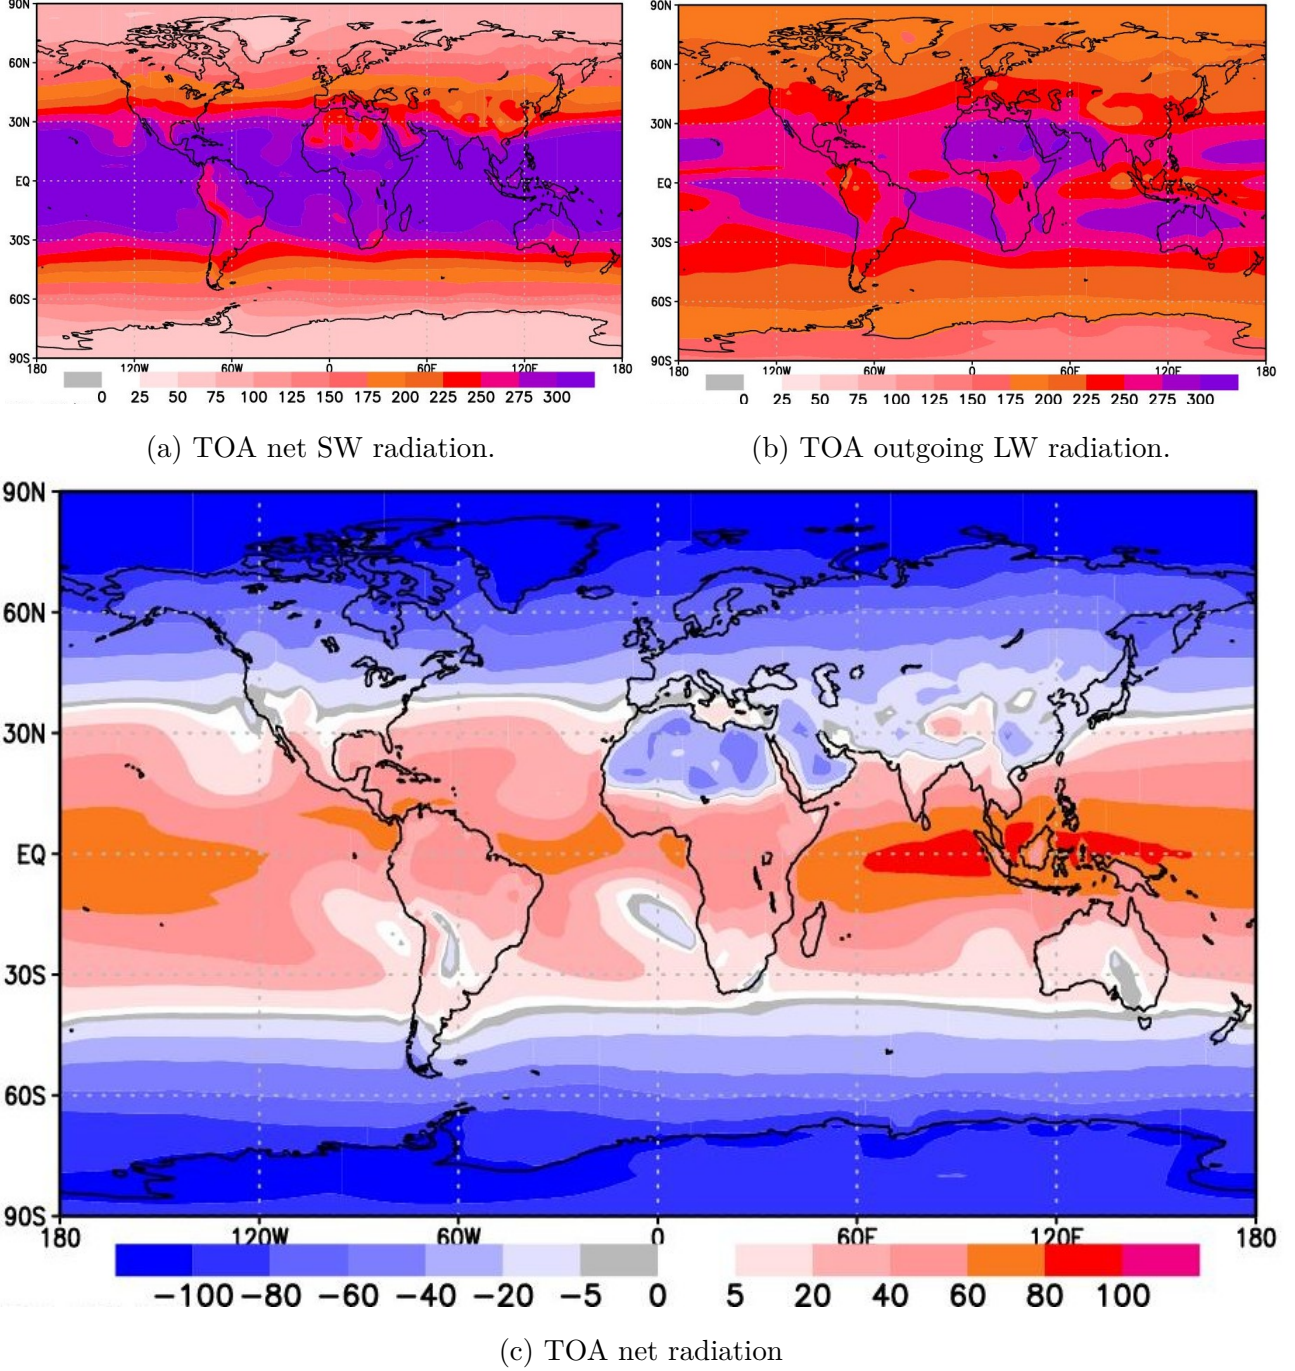 90N 90N
60N 60N
30N 30N
EQ EQ
30S 30S
60S 60S
90S 90S
180 120W 60W 0 60E 120E 180 180 120W 60W 0 60E 120E 180
0 25 50 75 100 125 150 175 200 225 250 275 300 0 25 50 75 100 125 150 175 200 225 250 275 300
(a) TOA net SW radiation. (b) TOA outgoing LW radiation.
90N
60N
30N
EQ
30S
60S
90S
180 120W 60W 0 60E 120E 180
−100 −80 −60 −40 −20 −5 0 5 20 40 60 80 100
(c) TOA net radiation